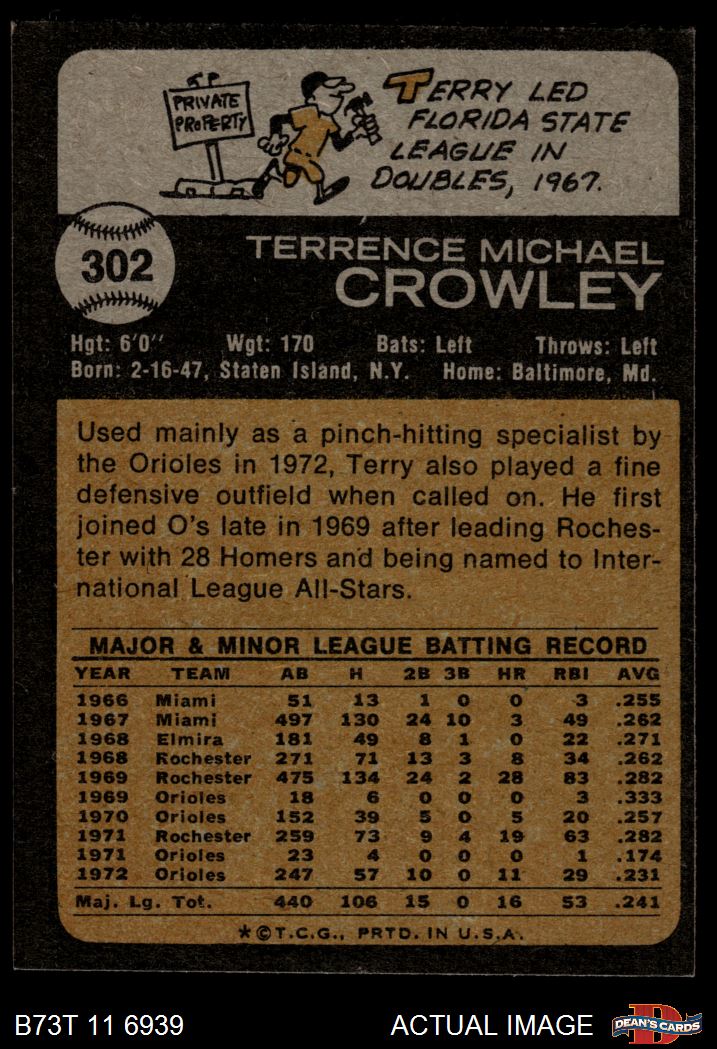 PRIVATE
PROPERTY
TERRY LED
FLORIDA STATE
LEAGUE IN
DOUBLES, 1967.
302
TERRENCE MICHAEL
CROWLEY
Hgt: 6'0" Wgt: 170 Bats: Left Throws: Left
Born: 2-16-47, Staten Island, N.Y. Home: Baltimore, Md.
Used mainly as a pinch-hitting specialist by
the Orioles in 1972, Terry also played a fine
defensive outfield when called on. He first
joined O's late in 1969 after leading Roches-
ter with 28 Homers and being named to Inter-
national League All-Stars.
MAJOR & MINOR LEAGUE BATTING RECORD
YEAR TEAM AB H 2B 3B HR RBI AVG
1966 Miami 51 13 1 0 0 3 .255
1967 Miami 497 130 24 10 3 49 .262
1968 Elmira 181 49 8 1 0 22 .271
1968 Rochester 271 71 13 3 8 34 .262
1969 Rochester 475 134 24 2 28 83 .282
1969 Orioles 18 6 0 0 0 3 .333
1970 Orioles 152 39 5 0 5 20 .257
1971 Rochester 259 73 9 4 19 63 .282
1971 Orioles 23 4 0 0 0 1 .174
1972 Orioles 247 57 10 0 11 29 .231
Maj. Lg. Tot. 440 106 15 0 16 53 .241
★©T.C.G., PRTD. IN U.S.A.
B73T 11 6939 ACTUAL IMAGE DEAN'S CARDS